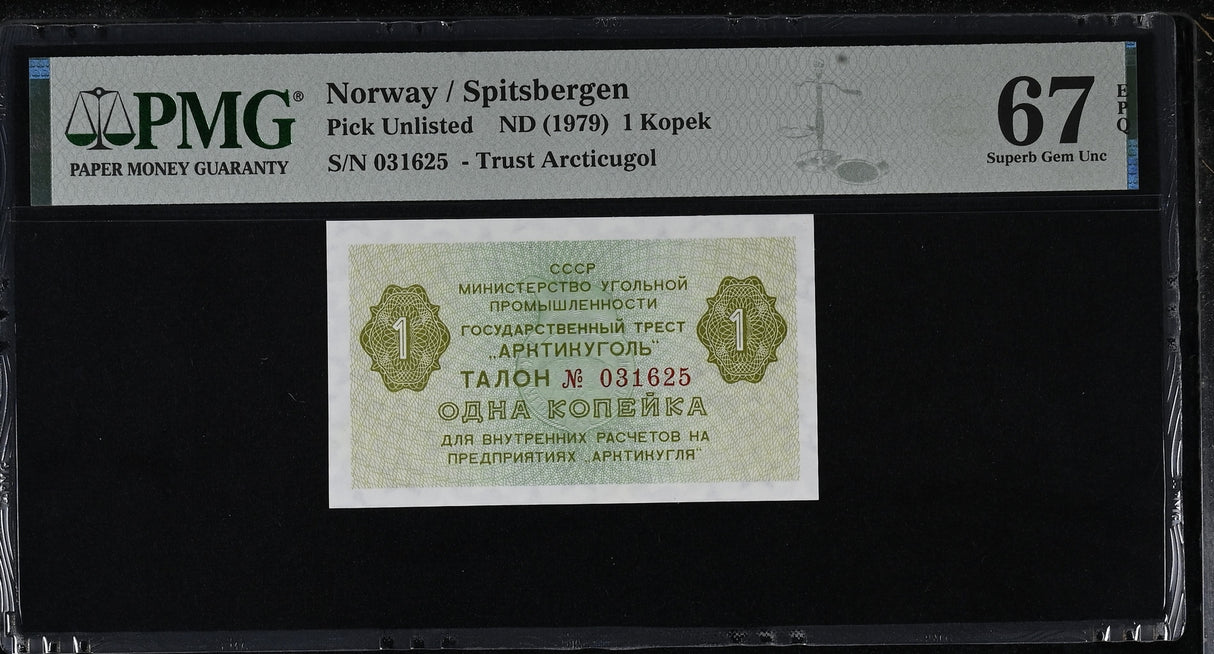 PMG®
PAPER MONEY GUARANTY
Norway / Spitsbergen
Pick Unlisted ND (1979) 1 Kopek
S/N 031625 - Trust Arcticugol
67
EPQ
Superb Gem Unc
СССР
МИНИСТЕРСТВО УГОЛЬНОЙ
ПРОМЫШЛЕННОСТИ
ГОСУДАРСТВЕННЫЙ ТРЕСТ
„АРКТИКУГОЛЬ"
1
1
ТАЛОН № 031625
ОДНА КОПЕЙКА
ДЛЯ ВНУТРЕННИХ РАСЧЕТОВ НА
ПРЕДПРИЯТИЯХ „АРКТИКУГЛЯ"